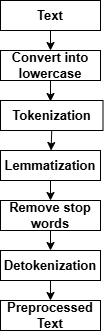 Text
Convert into
lowercase
Tokenization
Lemmatization
Remove stop
words
Detokenization
Preprocessed
Text